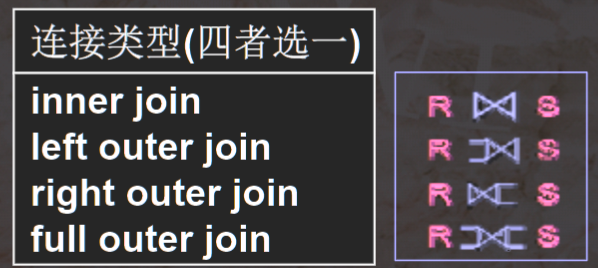 连接类型(四者选一)
inner join
left outer join
right outer join
full outer join
R ⋈ S
R ⟕ S
R ⟖ S
R ⟗ S